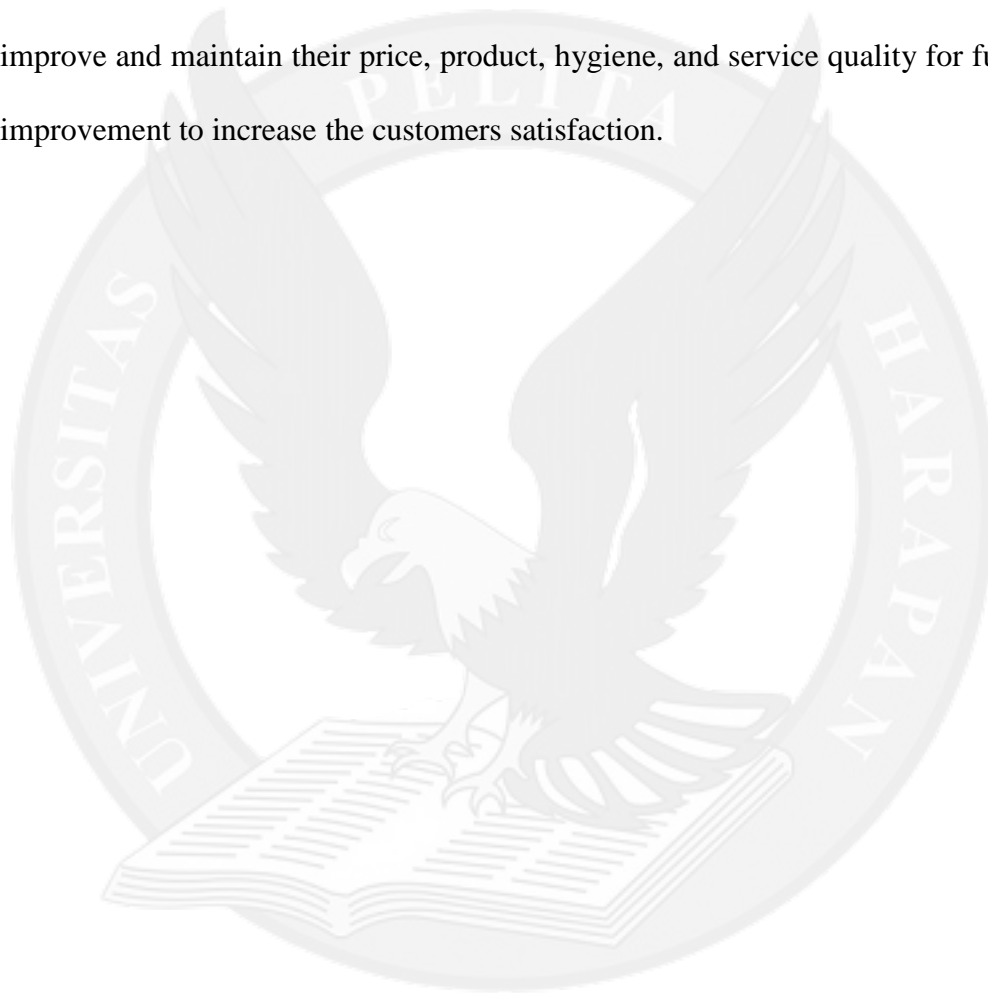 improve and maintain their price, product, hygiene, and service quality for fu
improvement to increase the customers satisfaction.
UNIVERSITAS PELITA HARAPAN